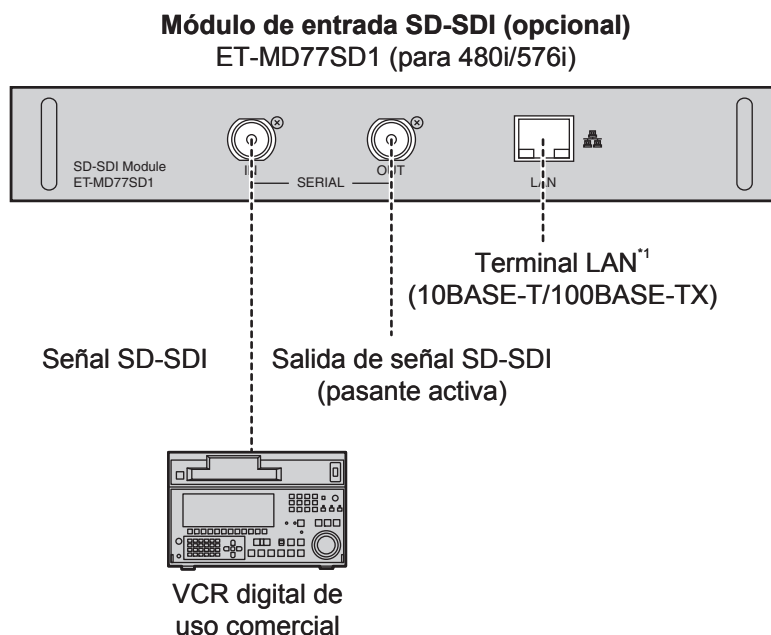 Módulo de entrada SD-SDI (opcional)
ET-MD77SD1 (para 480i/576i)
SD-SDI Module
ET-MD77SD1
IN
SERIAL
OUT
LAN
Terminal LAN*1
(10BASE-T/100BASE-TX)
Señal SD-SDI
Salida de señal SD-SDI
(pasante activa)
VCR digital de
uso comercial